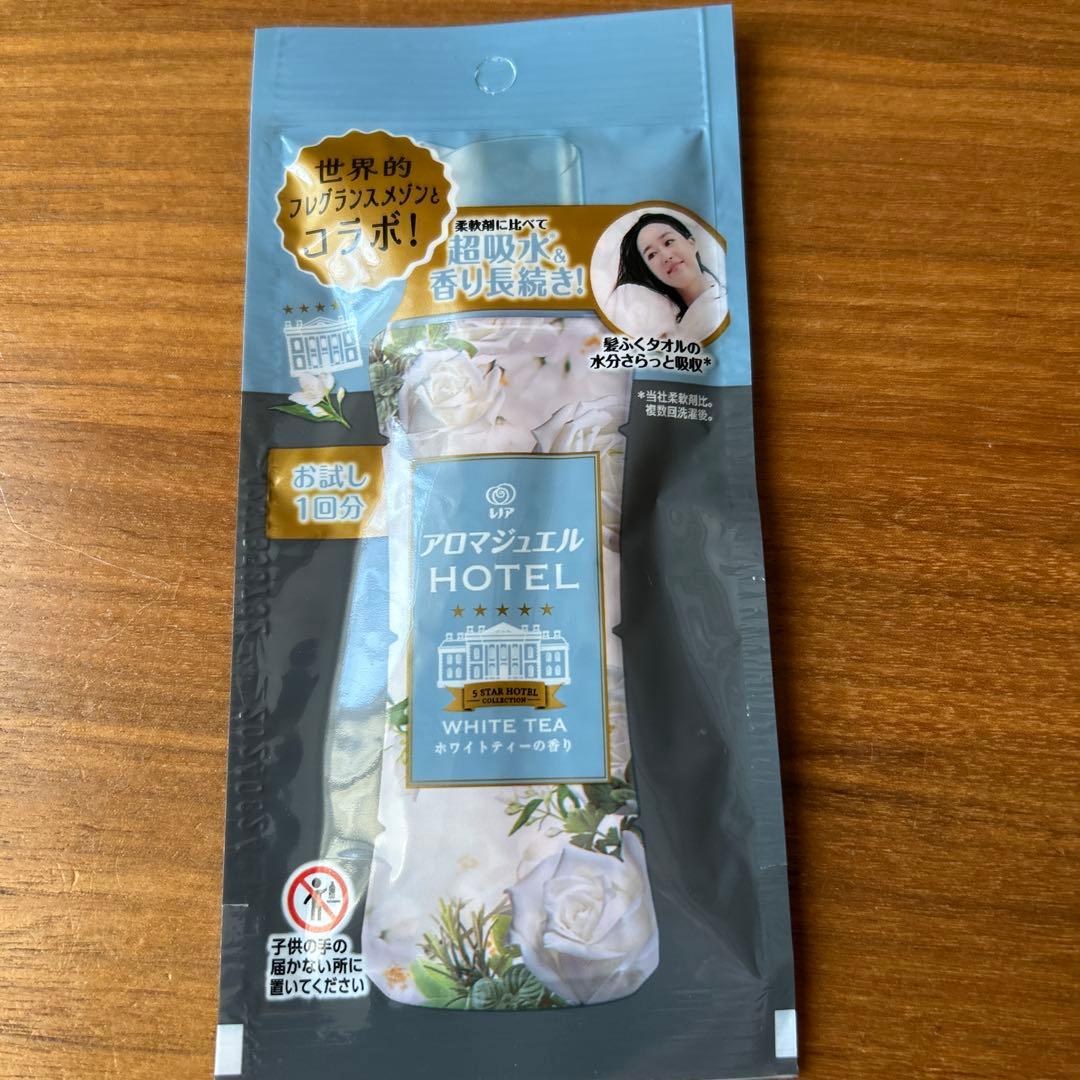 世界的
フレグランスメゾンと
コラボ!
柔軟剤に比べて
超吸水*&
香り長続き!
髪ふくタオルの
水分さらっと吸収*
*当社柔軟剤比。
複数回洗濯後。
お試し
1回分
レノア
アロマジュエル
HOTEL
5 STAR HOTEL
COLLECTION
WHITE TEA
ホワイトティーの香り
子供の手の
届かない所に
置いてください